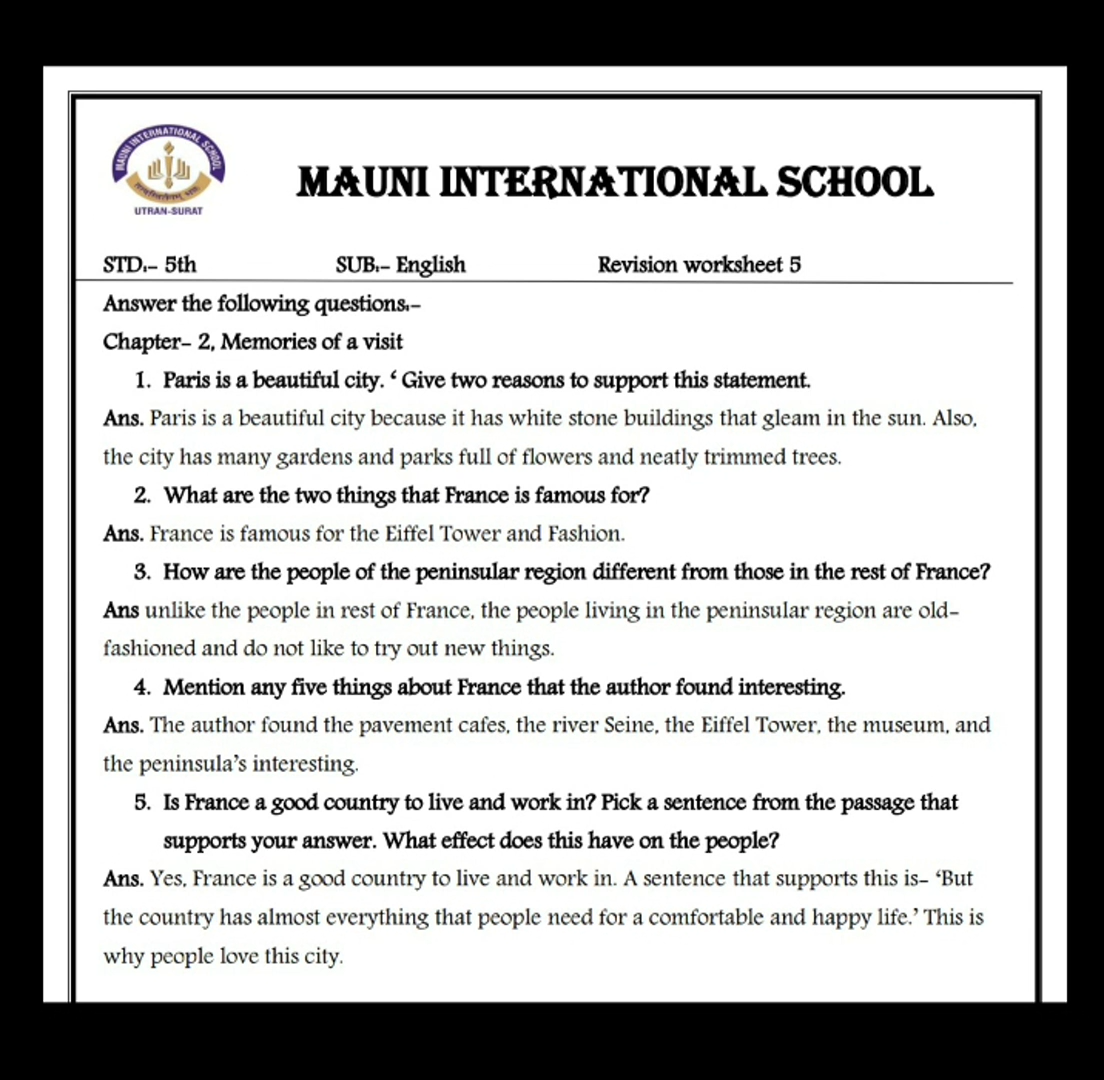 MAUNI INTERNATIONAL SCHOOL
UTRAN-SURAT
MAUNI INTERNATIONAL SCHOOL
STD.- 5th SUB.- English Revision worksheet 5
Answer the following questions.-
Chapter- 2, Memories of a visit
1. Paris is a beautiful city. ‘ Give two reasons to support this statement.
Ans. Paris is a beautiful city because it has white stone buildings that gleam in the sun. Also,
the city has many gardens and parks full of flowers and neatly trimmed trees.
2. What are the two things that France is famous for?
Ans. France is famous for the Eiffel Tower and Fashion.
3. How are the people of the peninsular region different from those in the rest of France?
Ans unlike the people in rest of France, the people living in the peninsular region are old-
fashioned and do not like to try out new things.
4. Mention any five things about France that the author found interesting.
Ans. The author found the pavement cafes, the river Seine, the Eiffel Tower, the museum, and
the peninsula’s interesting.
5. Is France a good country to live and work in? Pick a sentence from the passage that
supports your answer. What effect does this have on the people?
Ans. Yes, France is a good country to live and work in. A sentence that supports this is- ‘But
the country has almost everything that people need for a comfortable and happy life.’ This is
why people love this city.